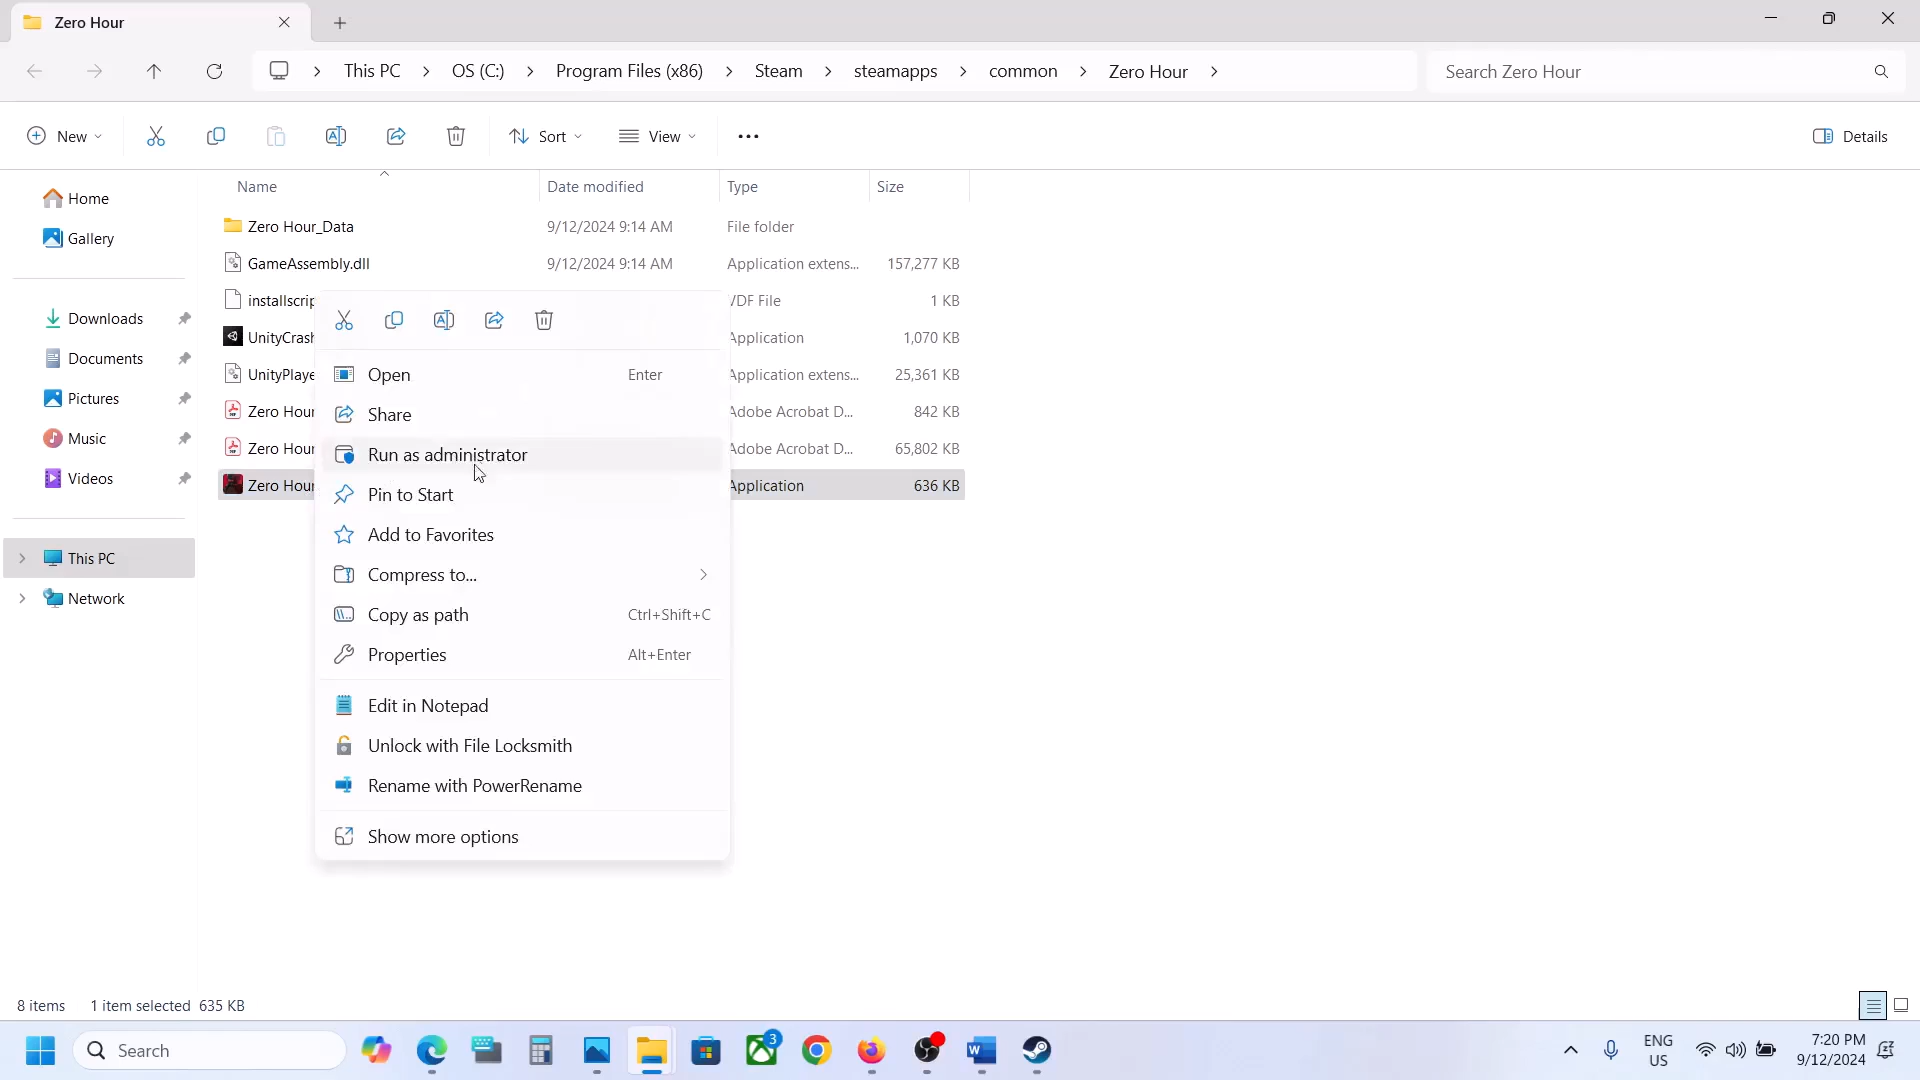 Zero Hour
This PC
OS (C:)
Program Files (x86)
Steam
steamapps
common
Zero Hour
Search Zero Hour
New
Sort
View
Details
Name
Date modified
Type
Size
Home
Gallery
Downloads
Documents
Pictures
Music
Videos
This PC
Network
Zero Hour_Data 9/12/2024 9:14 AM File folder
GameAssembly.dll 9/12/2024 9:14 AM Application extens... 157,277 KB
installscrip VDF File 1 KB
UnityCrash Application 1,070 KB
UnityPlaye Application extens... 25,361 KB
Zero Hour Adobe Acrobat D... 842 KB
Zero Hour Adobe Acrobat D... 65,802 KB
Zero Hour Application 636 KB
Open Enter
Share
Run as administrator
Pin to Start
Add to Favorites
Compress to...
Copy as path Ctrl+Shift+C
Properties Alt+Enter
Edit in Notepad
Unlock with File Locksmith
Rename with PowerRename
Show more options
8 items 1 item selected 635 KB
Search
3
ENG
US
7:20 PM
9/12/2024